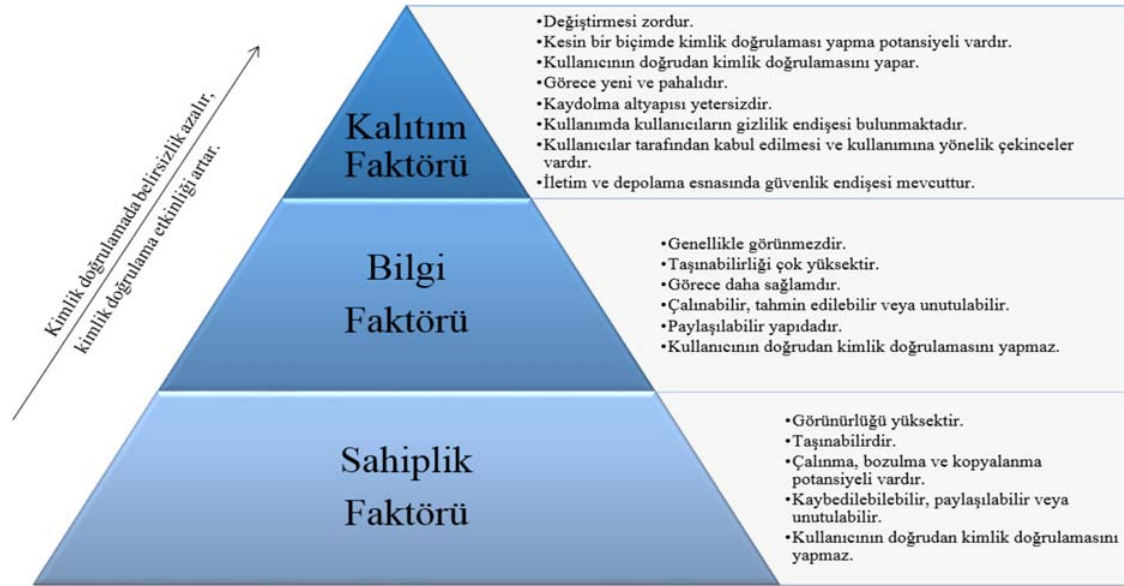 Kimlik doğrulamada belirsizlik azalır,
kimlik doğrulama etkinliği artar.
Kalıtım
Faktörü
•Değiştirmesi zordur.
•Kesin bir biçimde kimlik doğrulaması yapma potansiyeli vardır.
•Kullanıcının doğrudan kimlik doğrulamasını yapar.
•Görece yeni ve pahalıdır.
•Kaydolma altyapısı yetersizdir.
•Kullanımda kullanıcıların gizlilik endişesi bulunmaktadır.
•Kullanıcılar tarafından kabul edilmesi ve kullanımına yönelik çekinceler
vardır.
•İletim ve depolama esnasında güvenlik endişesi mevcuttur.
Bilgi
Faktörü
•Genellikle görünmezdir.
•Taşınabilirliği çok yüksektir.
•Görece daha sağlamdır.
•Çalınabilir, tahmin edilebilir veya unutulabilir.
•Paylaşılabilir yapıdadır.
•Kullanıcının doğrudan kimlik doğrulamasını yapmaz.
Sahiplik
Faktörü
•Görünürlüğü yüksektir.
•Taşınabilirdir.
•Çalınma, bozulma ve kopyalanma
potansiyeli vardır.
•Kaybedilebilebilir, paylaşılabilir veya
unutulabilir.
•Kullanıcının doğrudan kimlik doğrulamasını
yapmaz.